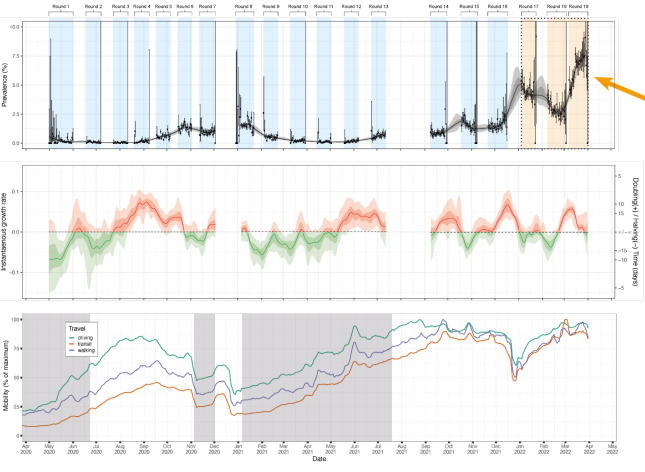 Round 1 Round 2 Round 3 Round 4 Round 5 Round 6 Round 7 Round 8 Round 9 Round 10 Round 11 Round 12 Round 13 Round 14 Round 15 Round 16 Round 17 Round 18 Round 19
Prevalence (%)
10.0
7.5
5.0
2.5
0.0
Instantaneous growth rate
0.1
0.0
-0.1
5
10
15
+/-
-15
-10
-5
Doubling(+) / Halving(-) Time (days)
Mobility (% of maximum)
100
75
50
25
0
Travel
driving
transit
walking
Apr 2020
May 2020
Jun 2020
Jul 2020
Aug 2020
Sep 2020
Oct 2020
Nov 2020
Dec 2020
Jan 2021
Feb 2021
Mar 2021
Apr 2021
May 2021
Jun 2021
Jul 2021
Aug 2021
Sep 2021
Oct 2021
Nov 2021
Dec 2021
Jan 2022
Feb 2022
Mar 2022
Apr 2022
May 2022
Date